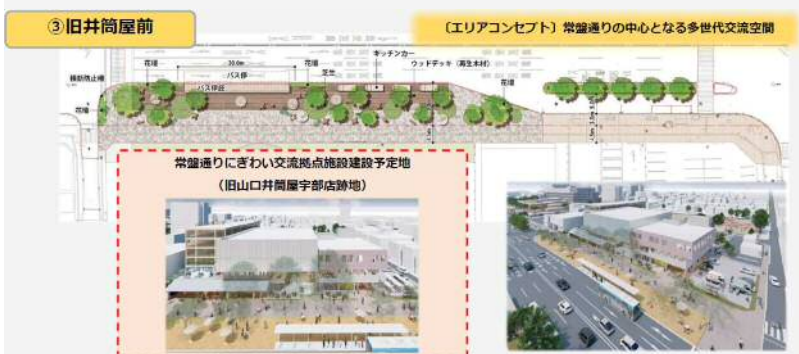 ③旧井筒屋前
〔エリアコンセプト〕常盤通りの中心となる多世代交流空間
キッチンカー
花壇
30.0m
花壇
ウッドデッキ（再生木材）
バス停
芝生
横断防止柵
バス停車
花壇
花壇
常盤通りにぎわい交流拠点施設建設予定地
（旧山口井筒屋宇部店跡地）